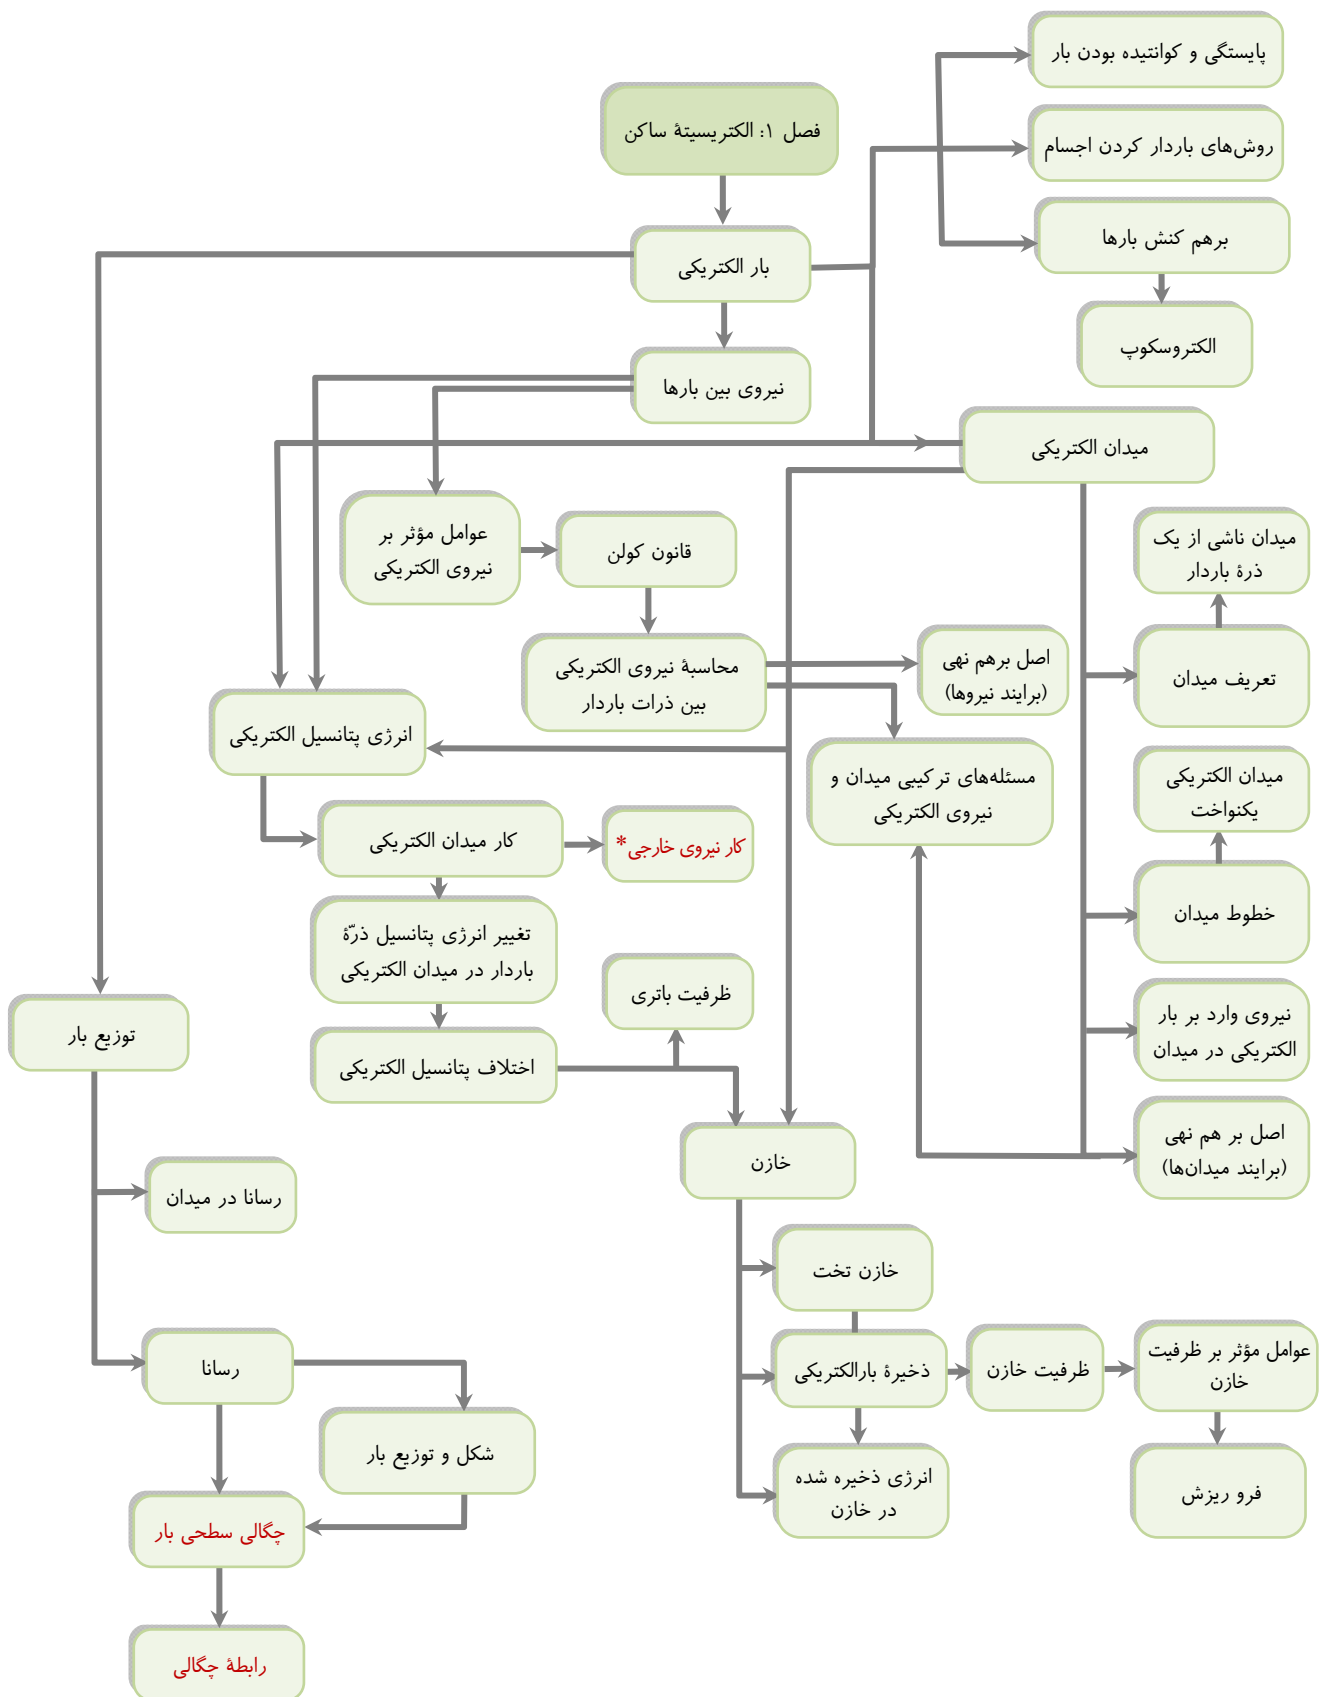 پایستگی و کوانتیده بودن بار
فصل ۱: الکتریسیتهٔ ساکن
روش‌های باردار کردن اجسام
برهم کنش بارها
بار الکتریکی
الکتروسکوپ
نیروی بین بارها
میدان الکتریکی
عوامل مؤثر بر
نیروی الکتریکی
قانون کولن
میدان ناشی از یک
ذرهٔ باردار
محاسبهٔ نیروی الکتریکی
بین ذرات باردار
اصل برهم نهی
(برایند نیروها)
تعریف میدان
انرژی پتانسیل الکتریکی
مسئله‌های ترکیبی میدان و
نیروی الکتریکی
میدان الکتریکی
یکنواخت
کار میدان الکتریکی
کار نیروی خارجی*
خطوط میدان
تغییر انرژی پتانسیل ذرّهٔ
باردار در میدان الکتریکی
ظرفیت باتری
نیروی وارد بر بار
الکتریکی در میدان
توزیع بار
اختلاف پتانسیل الکتریکی
اصل بر هم نهی
(برایند میدان‌ها)
خازن
رسانا در میدان
خازن تخت
رسانا
ذخیرهٔ بارالکتریکی
ظرفیت خازن
عوامل مؤثر بر ظرفیت
خازن
شکل و توزیع بار
انرژی ذخیره شده
در خازن
فرو ریزش
چگالی سطحی بار
رابطهٔ چگالی